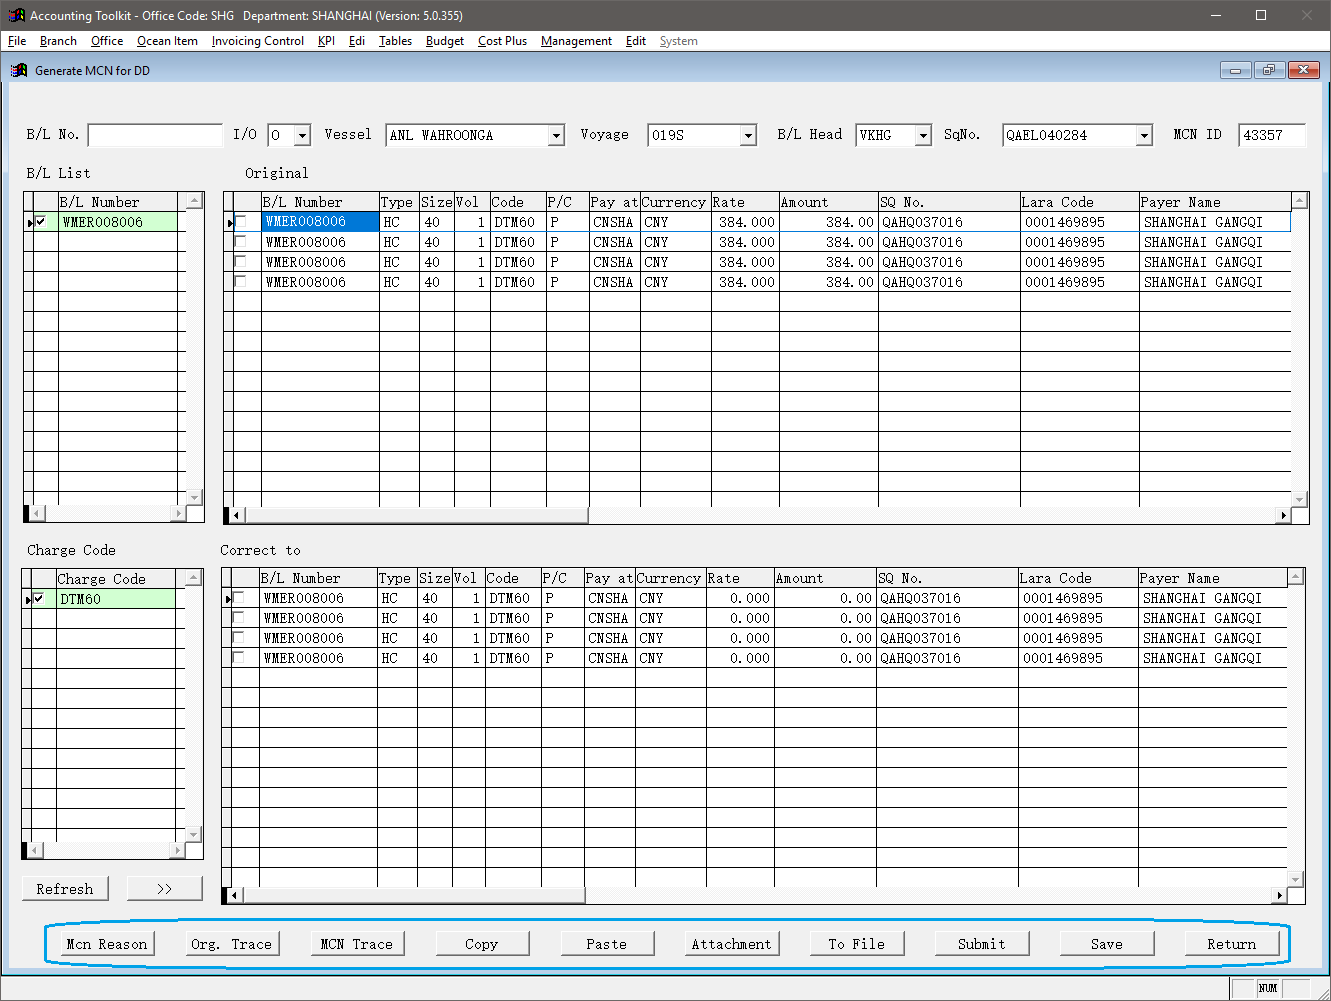 Accounting Toolkit - Office Code: SHG   Department: SHANGHAI (Version: 5.0.355)
File Branch Office Ocean Item Invoicing Control KPI Edi Tables Budget Cost Plus Management Edit System
Generate MCN for DD
B/L No. I/O O Vessel ANL WAHROONGA Voyage 019S B/L Head VKHG SqNo. QAEL040284 MCN ID 43357
B/L List
B/L Number
WMER008006
Original
B/L Number Type Size Vol Code P/C Pay at Currency Rate Amount SQ No. Lara Code Payer Name
WMER008006 HC 40 1 DTM60 P CNSHA CNY 384.000 384.00 QAHQ037016 0001469895 SHANGHAI GANGQI
WMER008006 HC 40 1 DTM60 P CNSHA CNY 384.000 384.00 QAHQ037016 0001469895 SHANGHAI GANGQI
WMER008006 HC 40 1 DTM60 P CNSHA CNY 384.000 384.00 QAHQ037016 0001469895 SHANGHAI GANGQI
WMER008006 HC 40 1 DTM60 P CNSHA CNY 384.000 384.00 QAHQ037016 0001469895 SHANGHAI GANGQI
Charge Code
Charge Code
DTM60
Correct to
B/L Number Type Size Vol Code P/C Pay at Currency Rate Amount SQ No. Lara Code Payer Name
WMER008006 HC 40 1 DTM60 P CNSHA CNY 0.000 0.00 QAHQ037016 0001469895 SHANGHAI GANGQI
WMER008006 HC 40 1 DTM60 P CNSHA CNY 0.000 0.00 QAHQ037016 0001469895 SHANGHAI GANGQI
WMER008006 HC 40 1 DTM60 P CNSHA CNY 0.000 0.00 QAHQ037016 0001469895 SHANGHAI GANGQI
WMER008006 HC 40 1 DTM60 P CNSHA CNY 0.000 0.00 QAHQ037016 0001469895 SHANGHAI GANGQI
Refresh >>
Mcn Reason Org. Trace MCN Trace Copy Paste Attachment To File Submit Save Return
NUM